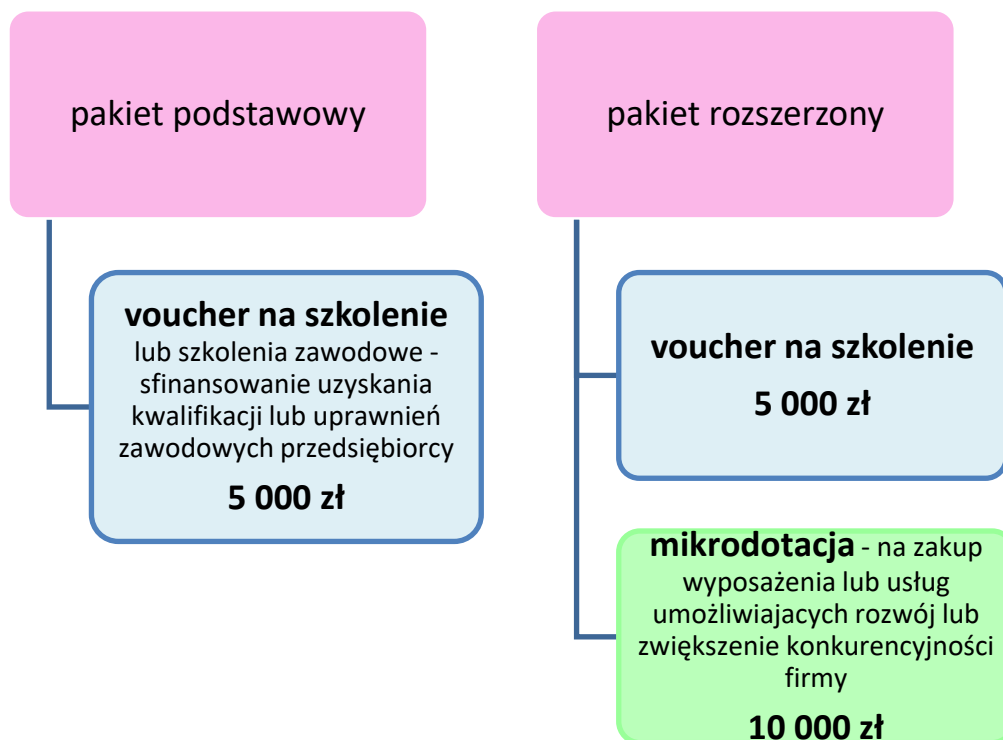 pakiet podstawowy
voucher na szkolenie
lub szkolenia zawodowe -
sfinansowanie uzyskania
kwalifikacji lub uprawnień
zawodowych przedsiębiorcy
5 000 zł
pakiet rozszerzony
voucher na szkolenie
5 000 zł
mikrodotacja - na zakup
wyposażenia lub usług
umożliwiajacych rozwój lub
zwiększenie konkurencyjności
firmy
10 000 zł